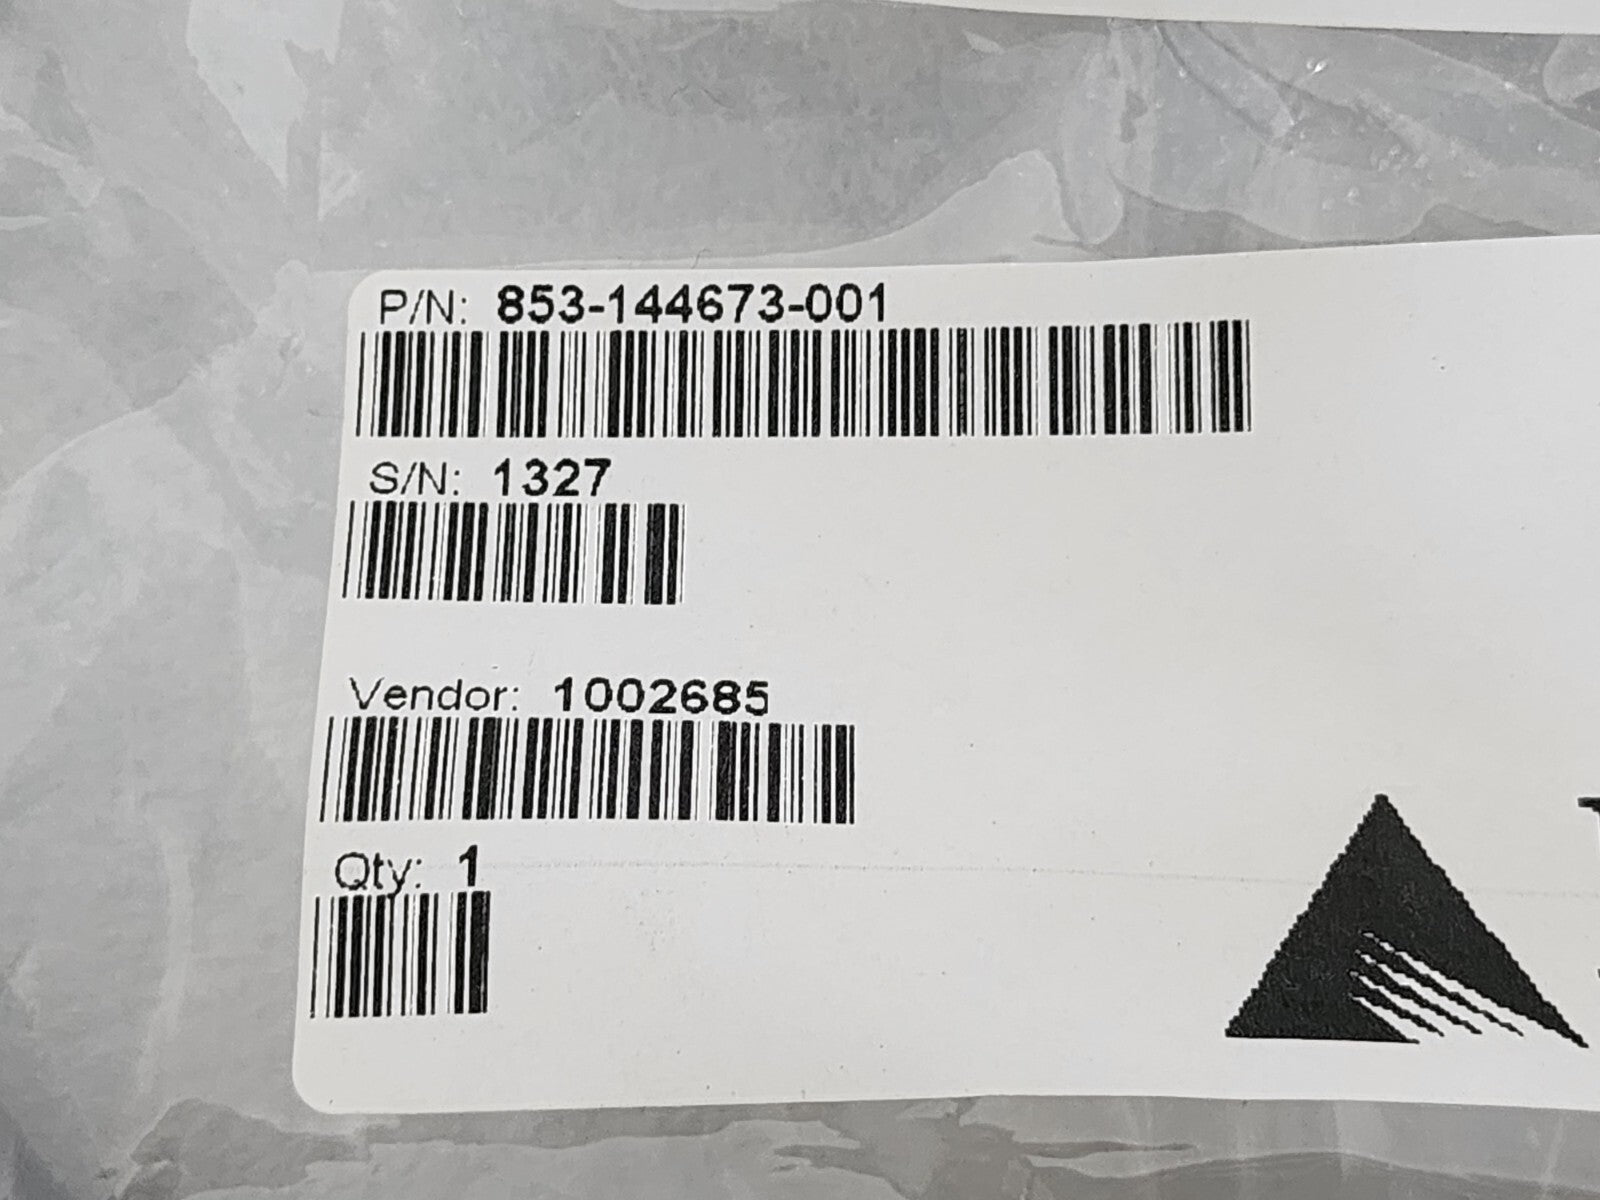 P/N: 853-144673-001
S/N: 1327
Vendor: 1002685
Qty: 1